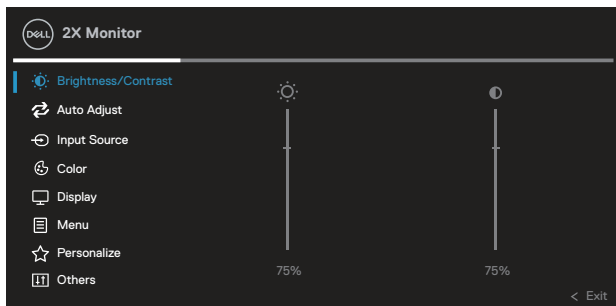 DELL 2X Monitor
Brightness/Contrast
Auto Adjust
Input Source
Color
Display
Menu
Personalize
Others
75% 75%
< Exit